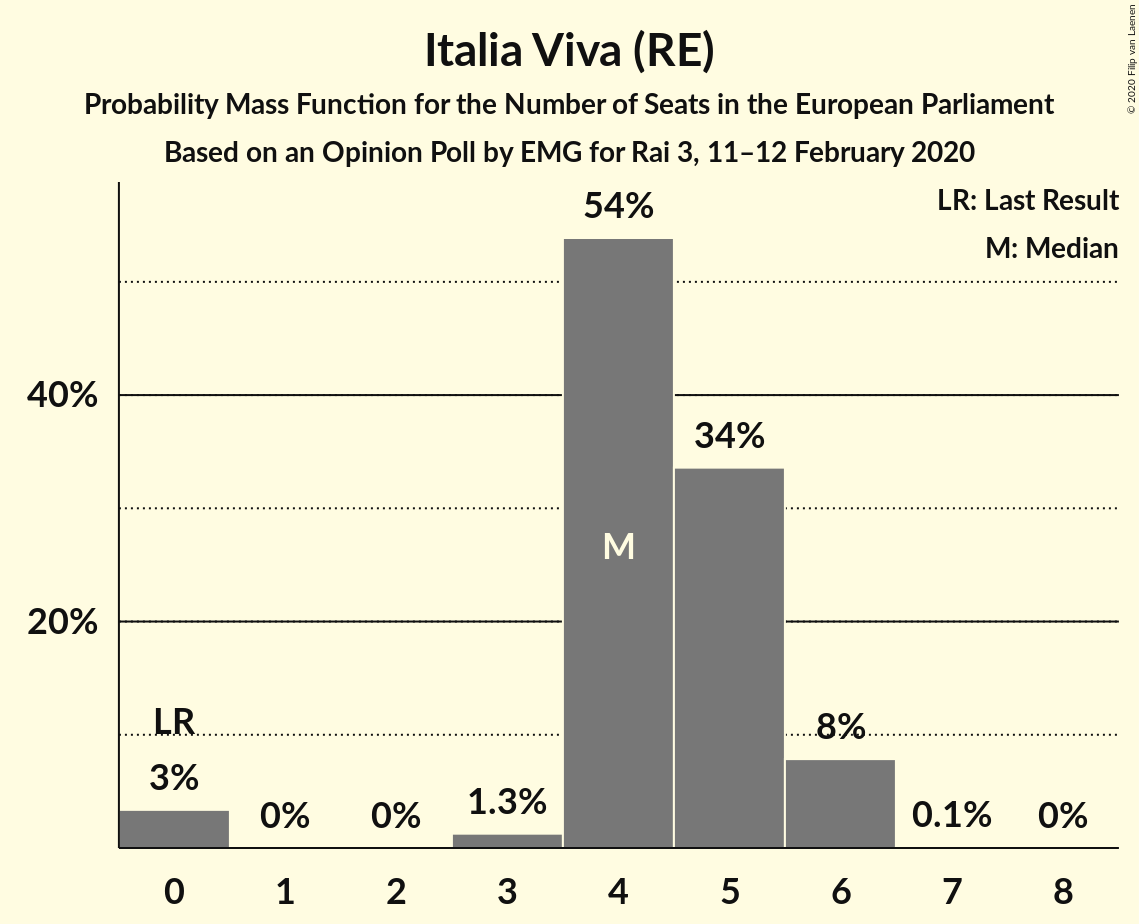 Italia Viva (RE)
Probability Mass Function for the Number of Seats in the European Parliament
Based on an Opinion Poll by EMG for Rai 3, 11–12 February 2020
© 2020 Filip van Laenen
LR: Last Result
M: Median
54%
40%
34%
M
20%
LR
8%
3%
1.3%
0%
0%
0.1%
0%
0 1 2 3 4 5 6 7 8